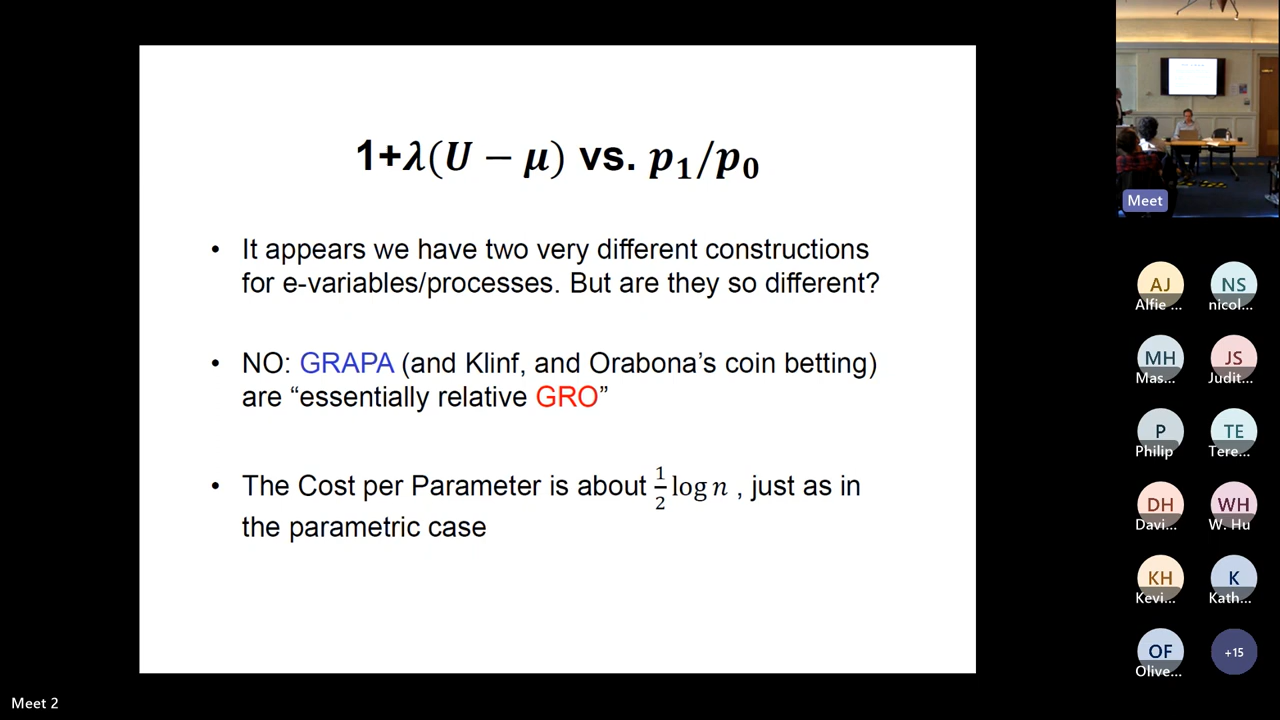 1+λ(U − μ) vs. p₁/p₀
• It appears we have two very different constructions
for e-variables/processes. But are they so different?
• NO: GRAPA (and Klinf, and Orabona’s coin betting)
are “essentially relative GRO”
• The Cost per Parameter is about ½ log n , just as in
the parametric case
Meet
AJ
Alfie ...
NS
nicol...
MH
Mas...
JS
Judit...
P
Philip
TE
Tere...
DH
Davi...
WH
W. Hu
KH
Kevi...
K
Kath...
OF
Olive...
+15
Meet 2